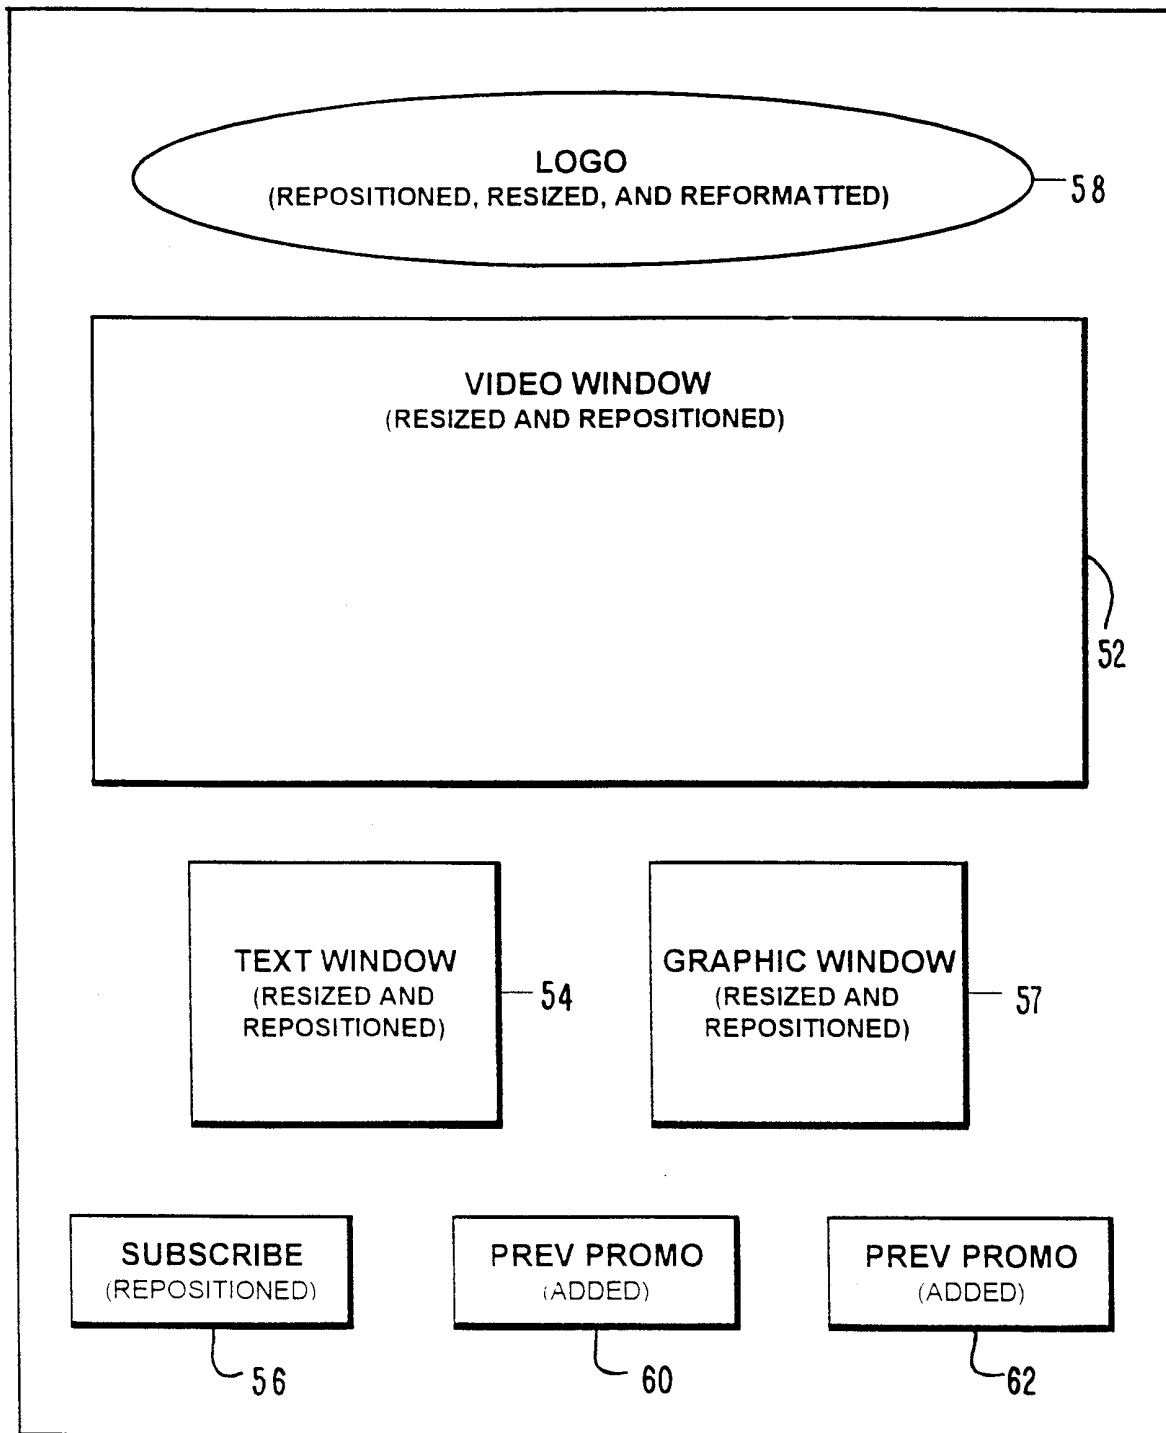 LOGO
(REPOSITIONED, RESIZED, AND REFORMATTED)
58
VIDEO WINDOW
(RESIZED AND REPOSITIONED)
52
TEXT WINDOW
(RESIZED AND
REPOSITIONED)
54
GRAPHIC WINDOW
(RESIZED AND
REPOSITIONED)
57
SUBSCRIBE
(REPOSITIONED)
56
PREV PROMO
(ADDED)
60
PREV PROMO
(ADDED)
62